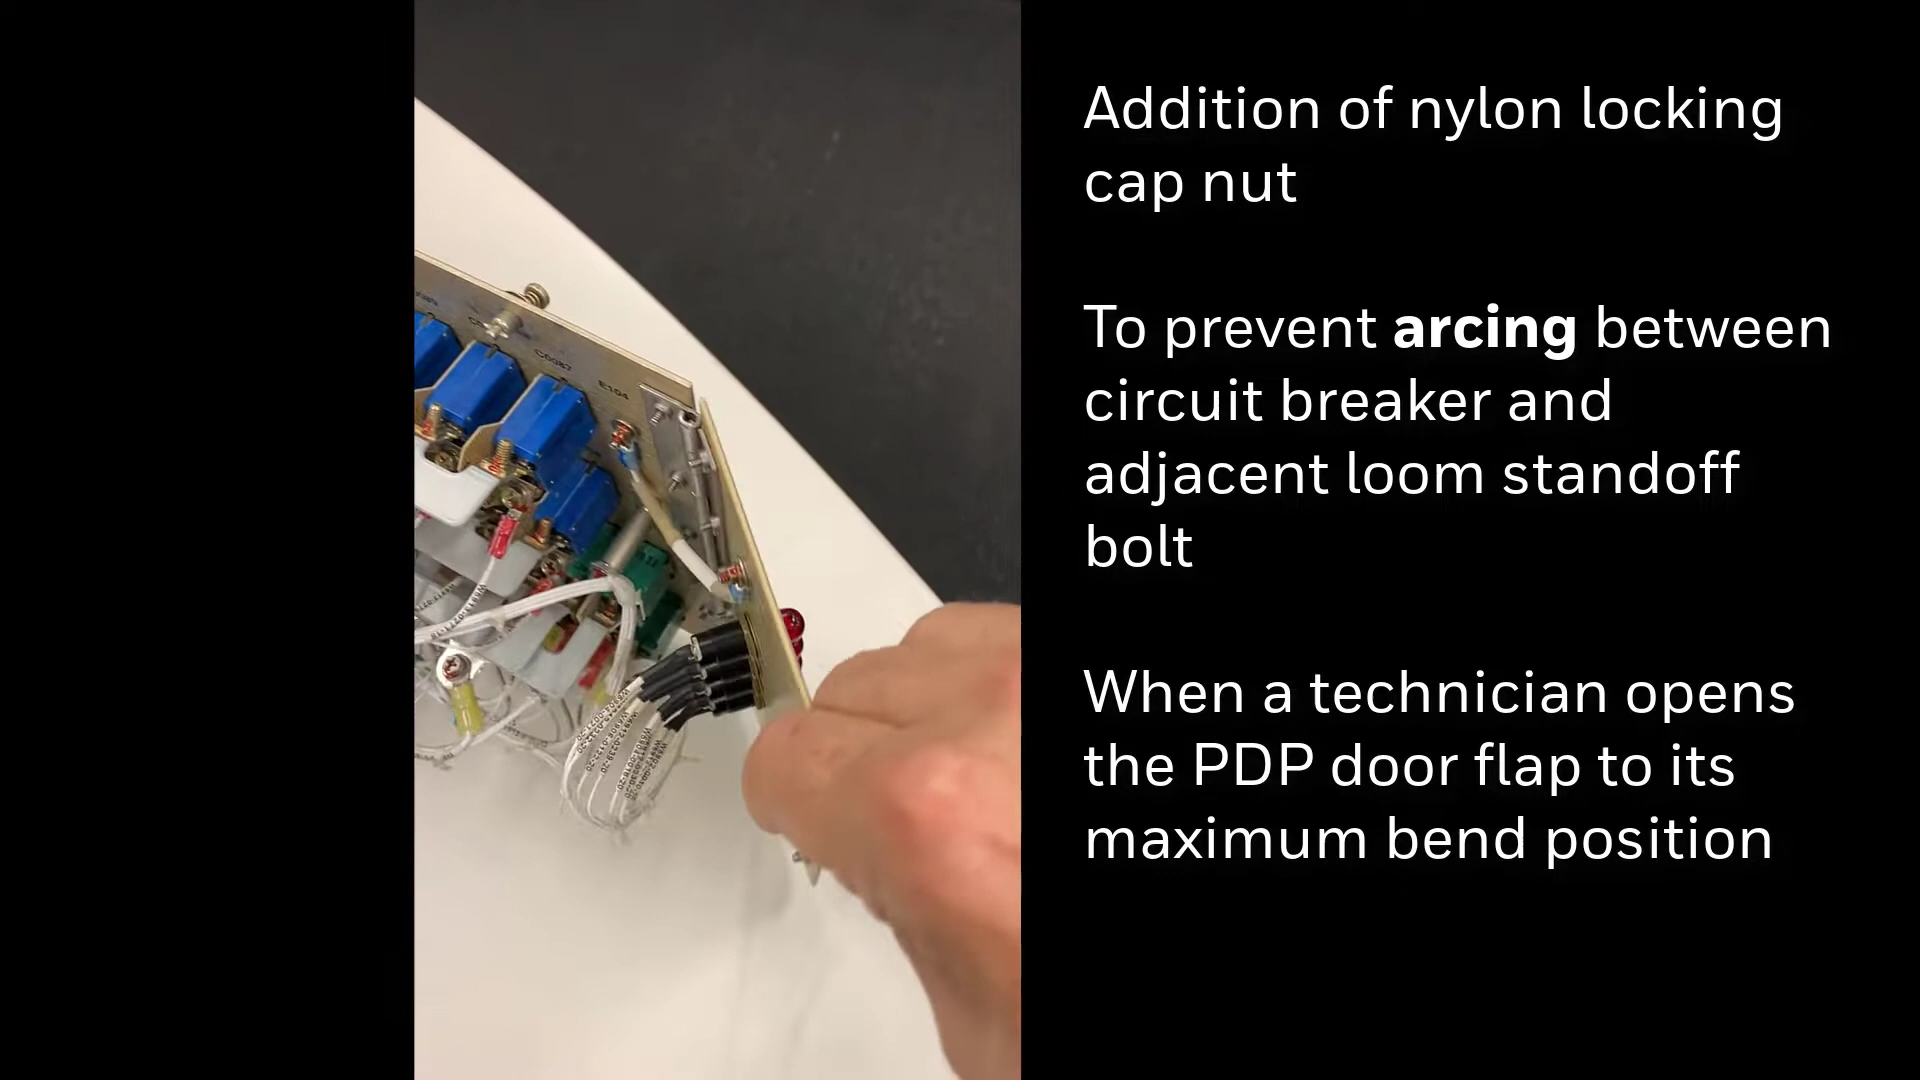 Addition of nylon locking
cap nut
To prevent arcing between
circuit breaker and
adjacent loom standoff
bolt
When a technician opens
the PDP door flap to its
maximum bend position
E104